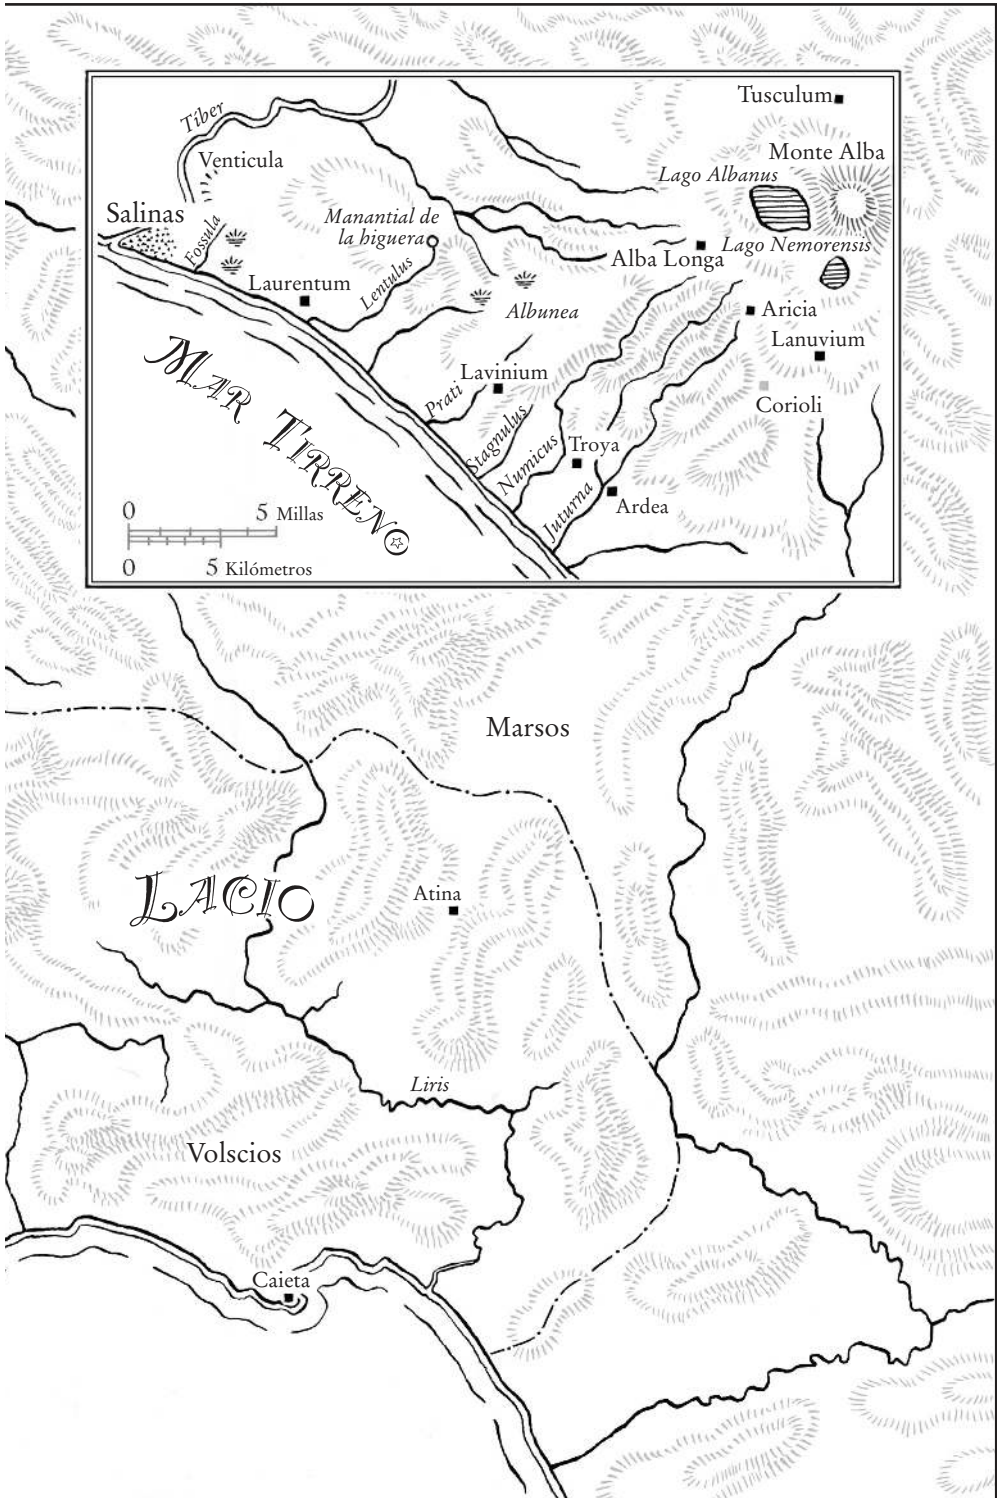 Tusculum
Tíber
Monte Alba
Venticula
Lago Albanus
Salinas
Manantial de
la higuera
Fossula
Lago Nemorensis
Alba Longa
Laurentum
Lentulus
Albunea
Aricia
Lanuvium
MAR TIRRENO
Lavinium
Prati
Corioli
Stagnulus
Numicus
Troya
Juturna
Ardea
0 5 Millas
0 5 Kilómetros
Marsos
LACIO
Atina
Liris
Volscios
Caieta